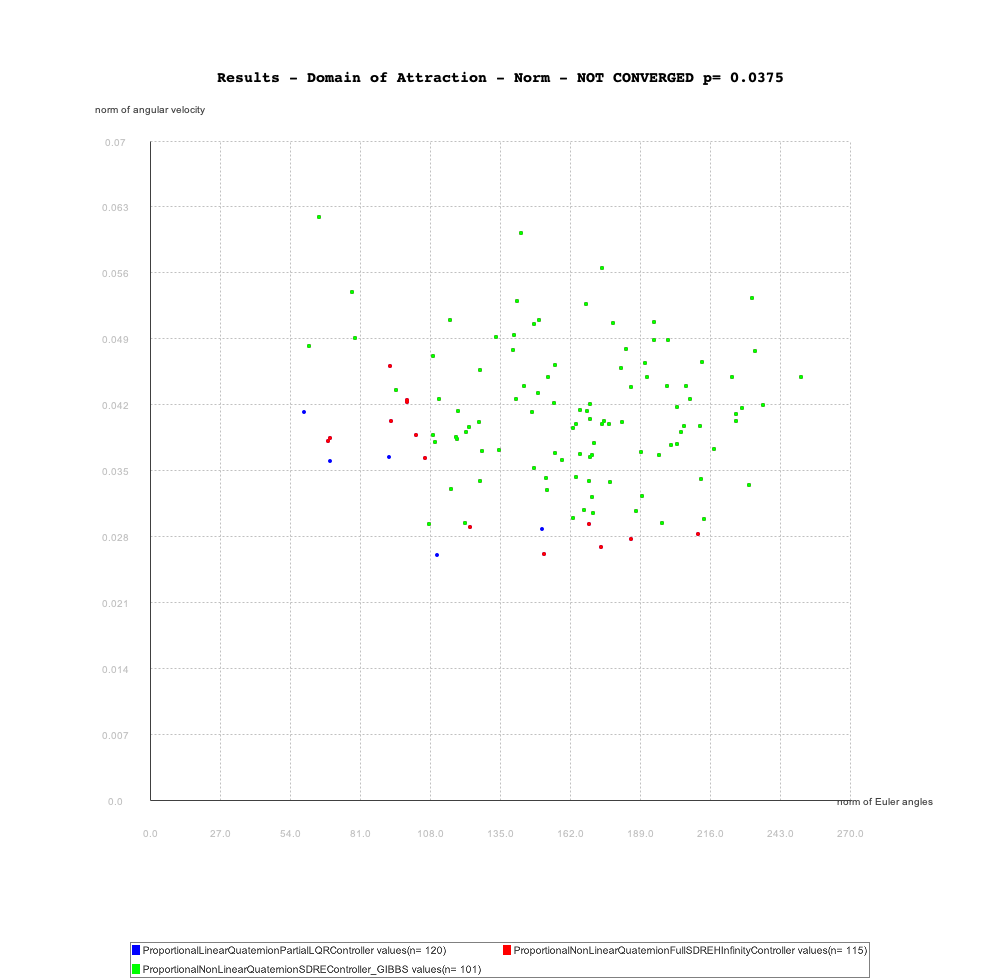 Results - Domain of Attraction - Norm - NOT CONVERGED p= 0.0375
norm of angular velocity
0.07
0.063
0.056
0.049
0.042
0.035
0.028
0.021
0.014
0.007
0.0
norm of Euler angles
0.0 27.0 54.0 81.0 108.0 135.0 162.0 189.0 216.0 243.0 270.0
ProportionalLinearQuaternionPartialLQRController values(n= 120) ProportionalNonLinearQuaternionFullSDREHInfinityController values(n= 115)
ProportionalNonLinearQuaternionSDREController_GIBBS values(n= 101)